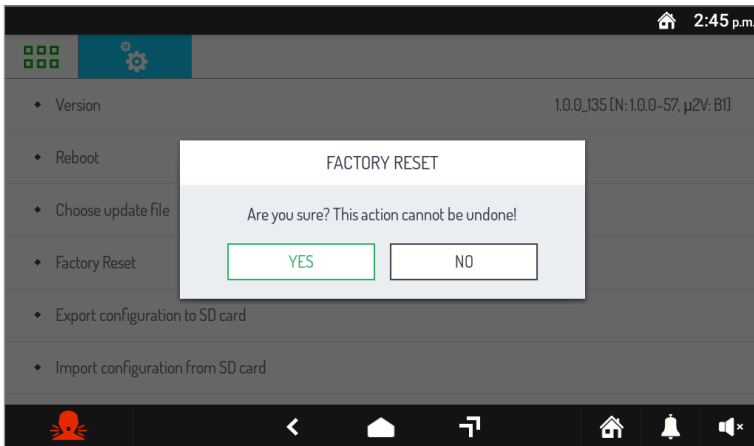 2:45 p.m.
Version 1.0.0_135 [N: 1.0.0-57, µ2V: B1]
Reboot
FACTORY RESET
Choose update file
Are you sure? This action cannot be undone!
Factory Reset
YES NO
Export configuration to SD card
Import configuration from SD card